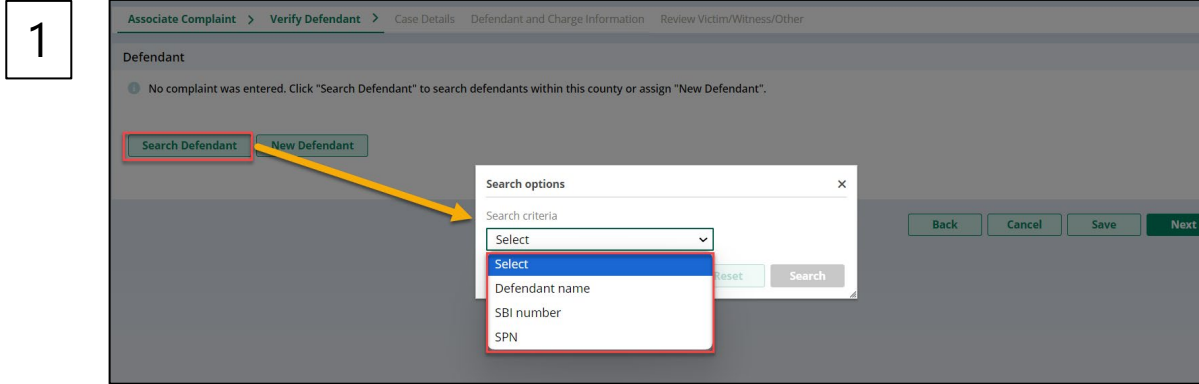 1
Associate Complaint > Verify Defendant > Case Details Defendant and Charge Information Review Victim/Witness/Other
Defendant
No complaint was entered. Click "Search Defendant" to search defendants within this county or assign "New Defendant".
Search Defendant New Defendant
Search options ×
Search criteria
Select
Back Cancel Save Next
Select
Reset Search
Defendant name
SBI number
SPN